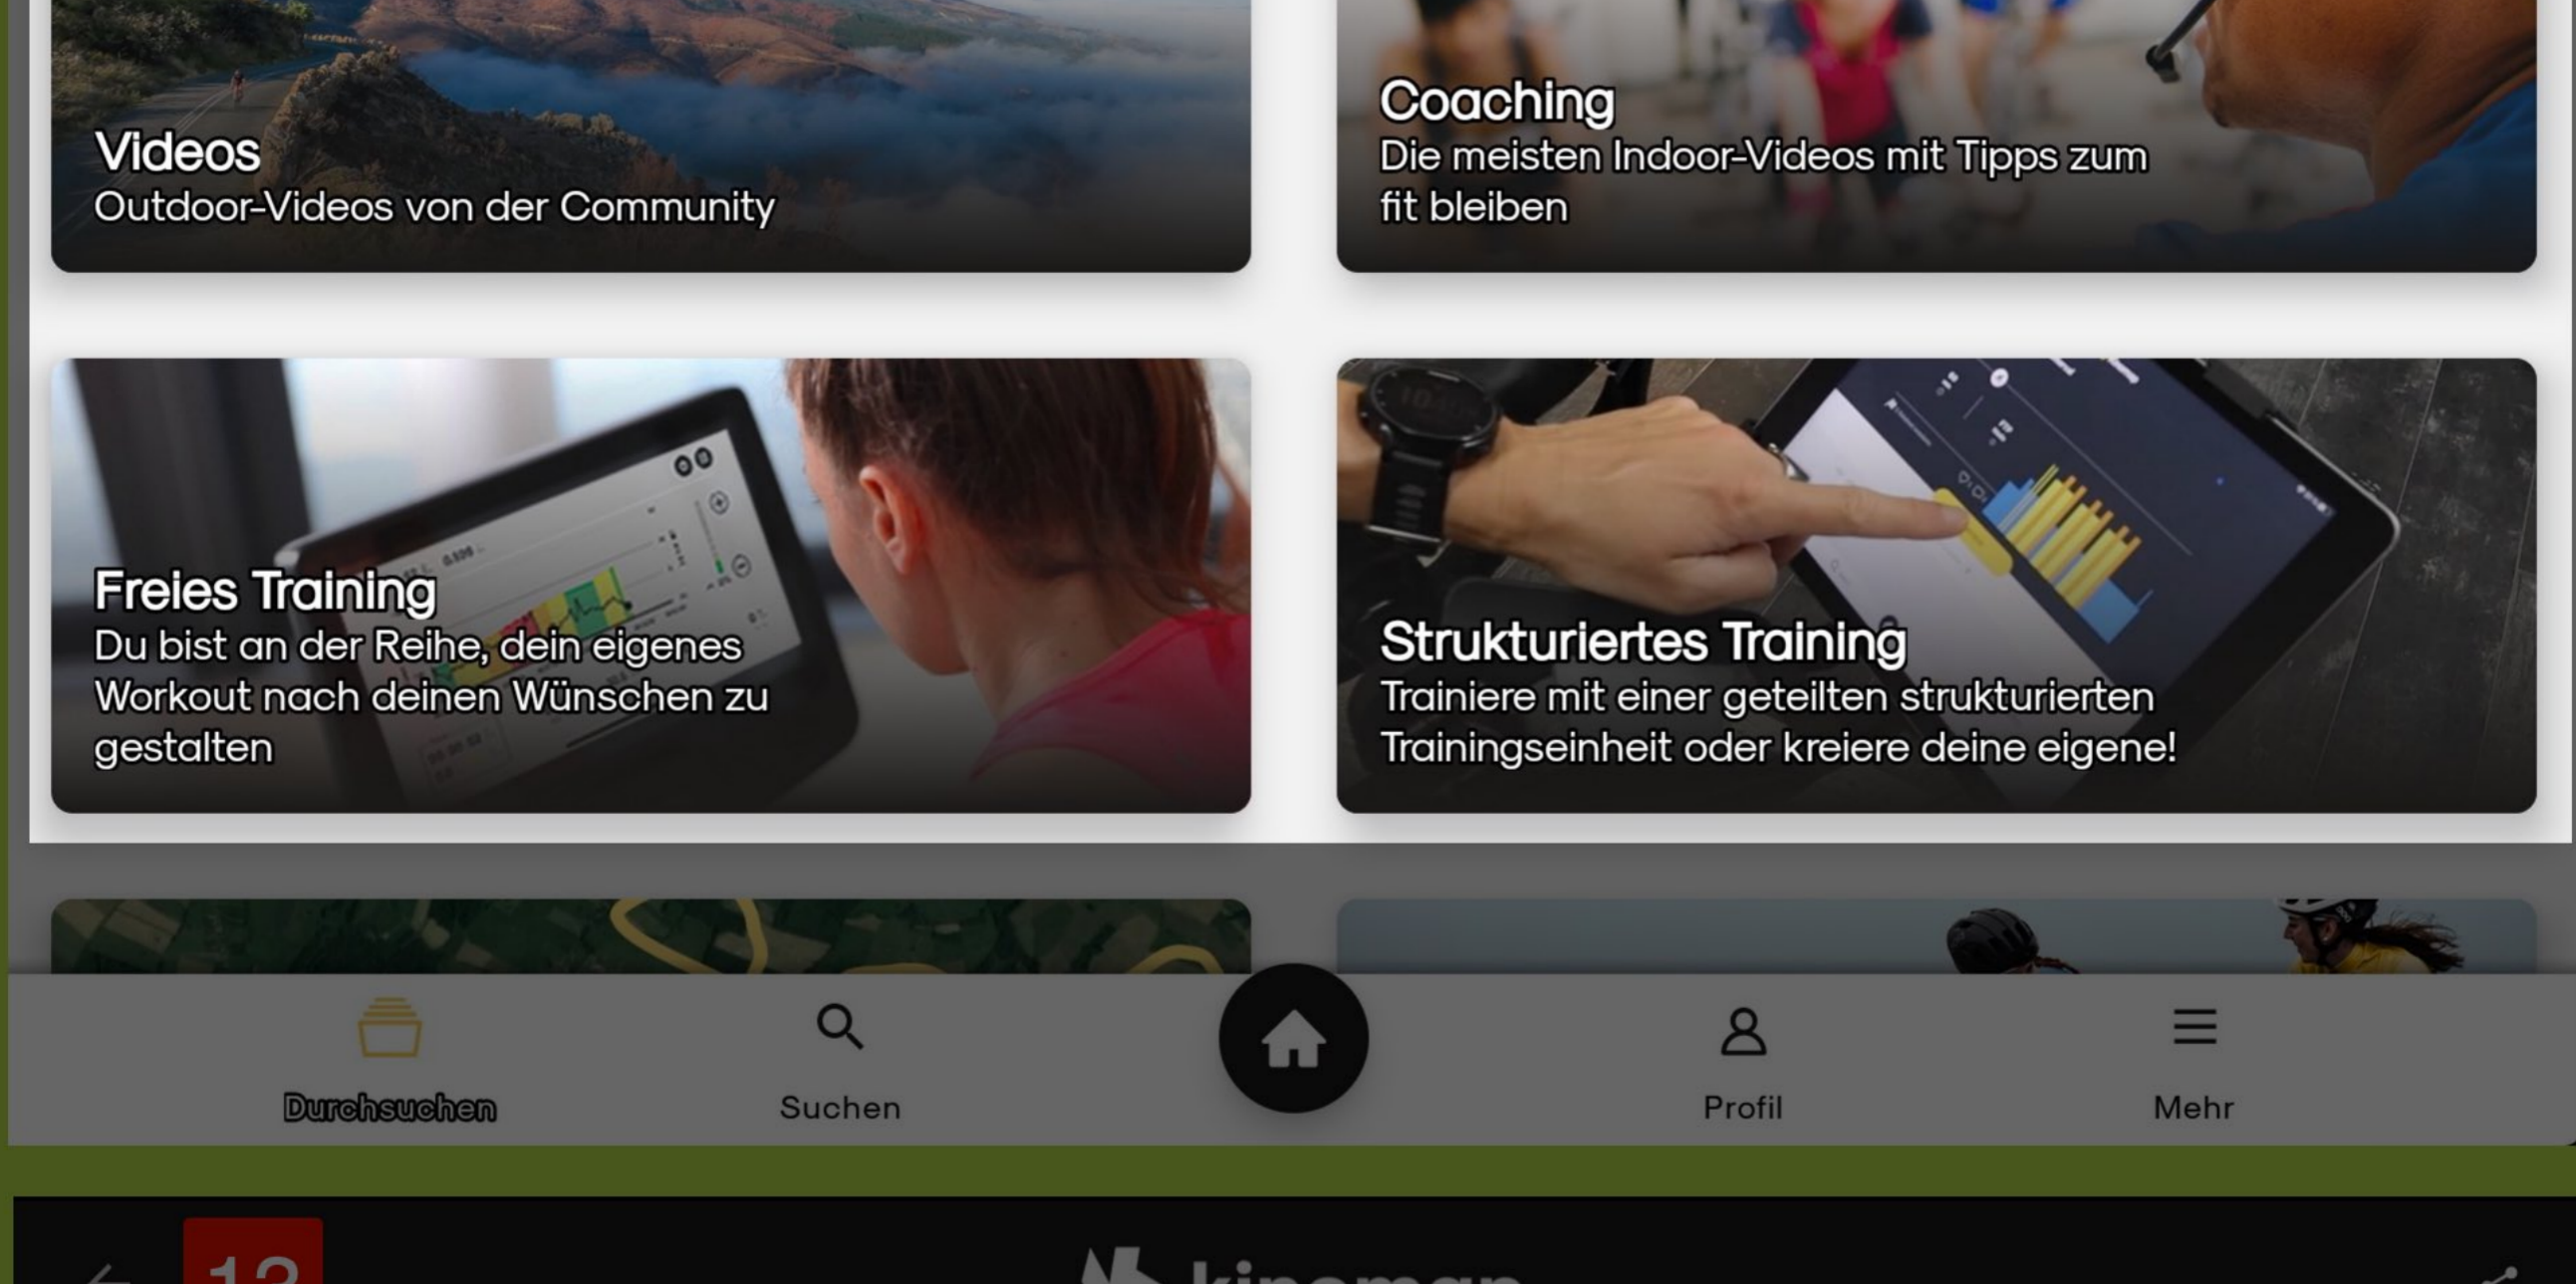 Videos
Outdoor-Videos von der Community
Coaching
Die meisten Indoor-Videos mit Tipps zum
fit bleiben
Freies Training
Du bist an der Reihe, dein eigenes
Workout nach deinen Wünschen zu
gestalten
Strukturiertes Training
Trainiere mit einer geteilten strukturierten
Trainingseinheit oder kreiere deine eigene!
Durchsuchen
Suchen
Profil
Mehr
kinomap